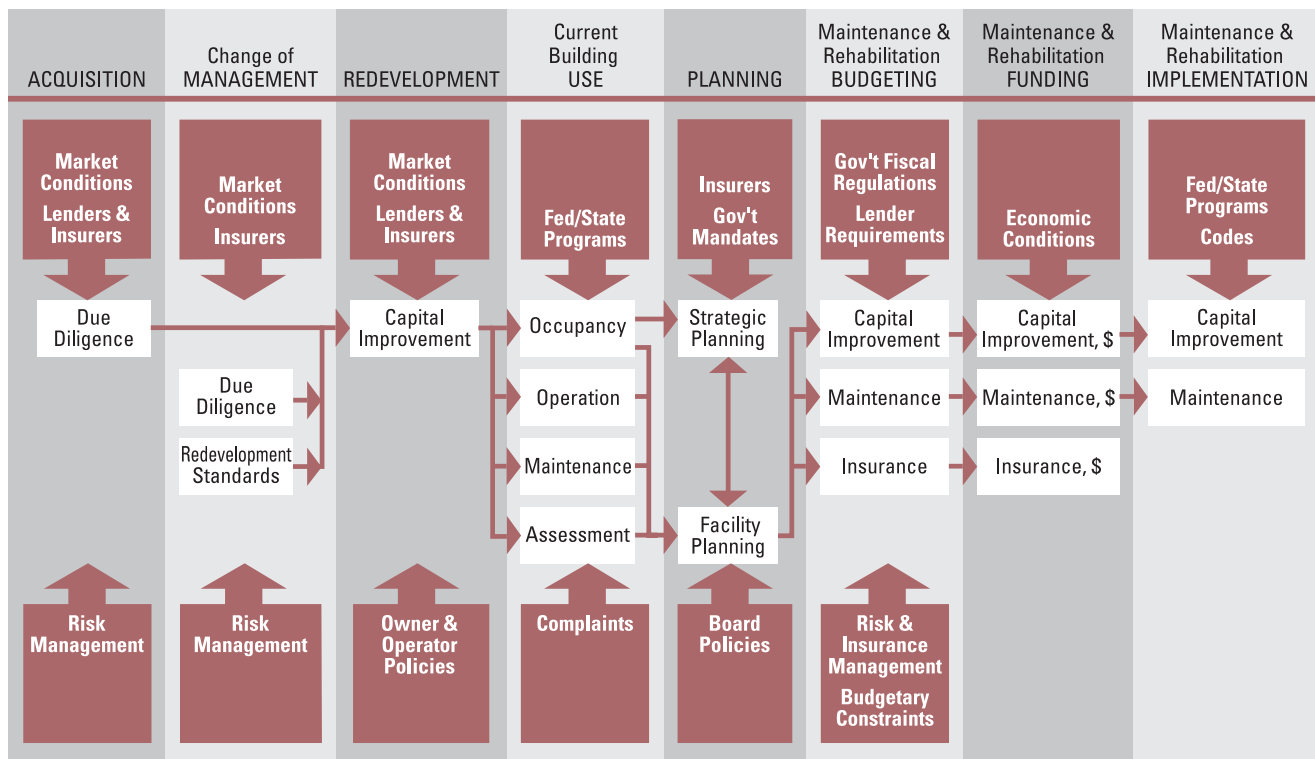 ACQUISITION
Change of
MANAGEMENT
REDEVELOPMENT
Current
Building
USE
PLANNING
Maintenance &
Rehabilitation
BUDGETING
Maintenance &
Rehabilitation
FUNDING
Maintenance &
Rehabilitation
IMPLEMENTATION
Market
Conditions
Lenders &
Insurers
Market
Conditions
Insurers
Market
Conditions
Lenders &
Insurers
Fed/State
Programs
Insurers
Gov't
Mandates
Gov't Fiscal
Regulations
Lender
Requirements
Economic
Conditions
Fed/State
Programs
Codes
Due
Diligence
Due
Diligence
Redevelopment
Standards
Capital
Improvement
Occupancy
Operation
Maintenance
Assessment
Strategic
Planning
Facility
Planning
Capital
Improvement
Maintenance
Insurance
Capital
Improvement, $
Maintenance, $
Insurance, $
Capital
Improvement
Maintenance
Risk
Management
Risk
Management
Owner &
Operator
Policies
Complaints
Board
Policies
Risk &
Insurance
Management
Budgetary
Constraints